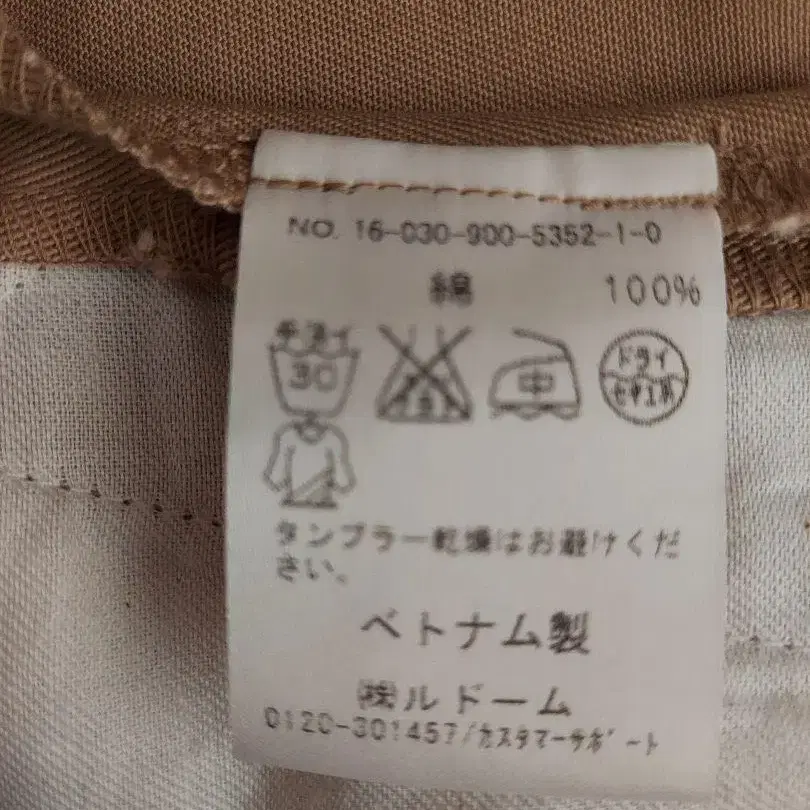 NO. 16-030-900-5352-1-0
綿 100%
手洗イ
30
中
ドライ
セキユ系
タンブラー乾燥はお避けくだ
さい。
ベトナム製
㈱ルドーム
0120-301457/カスタマーサポート